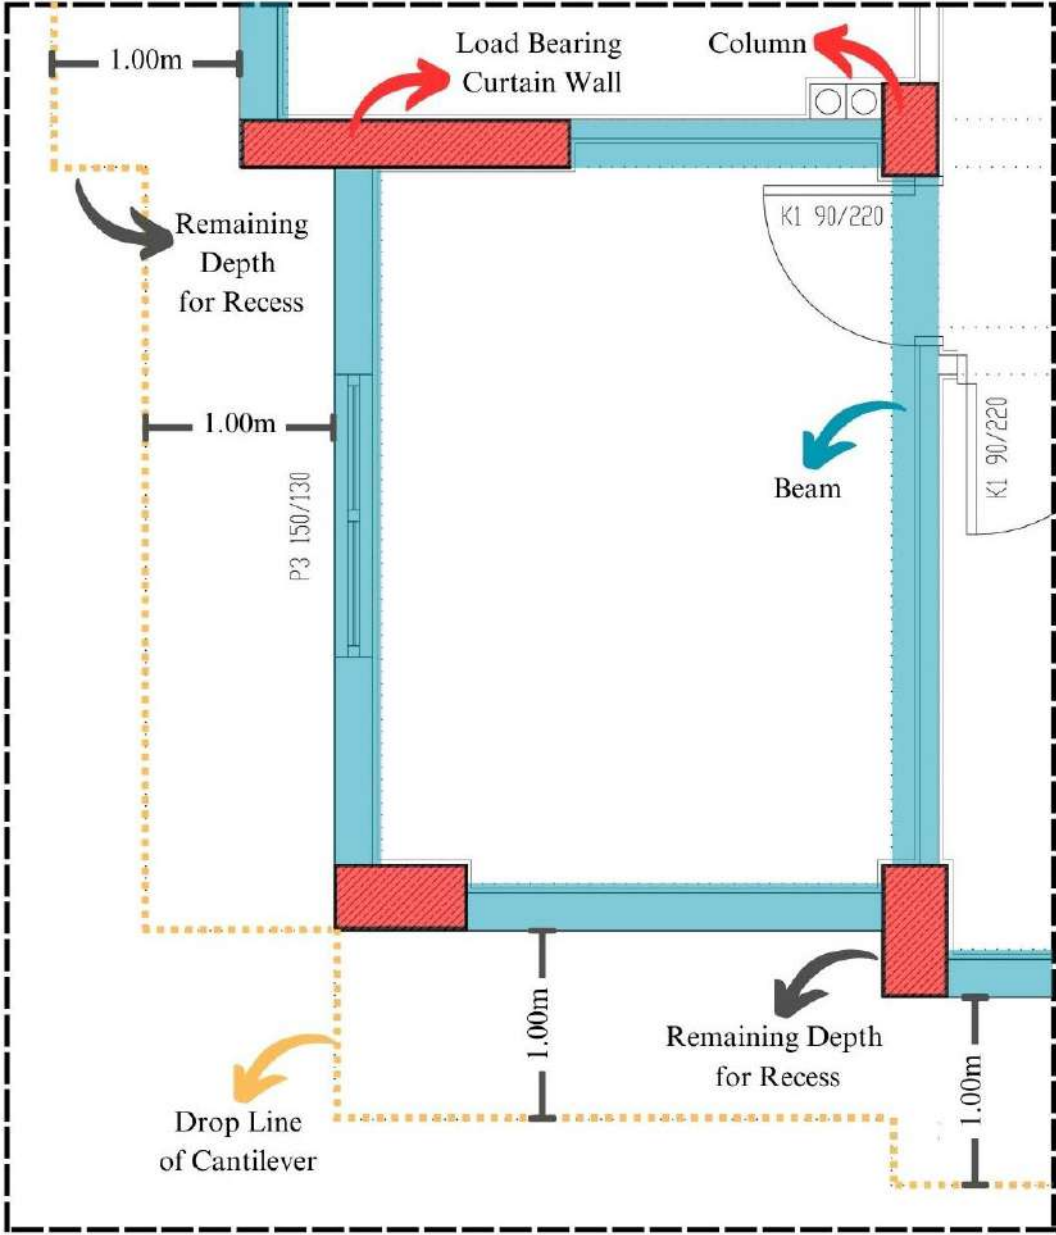 1.00m
Load Bearing
Curtain Wall
Column
K1 90/220
Remaining
Depth
for Recess
1.00m
P3 150/130
K1 90/220
Beam
1.00m
Remaining Depth
for Recess
1.00m
Drop Line
of Cantilever